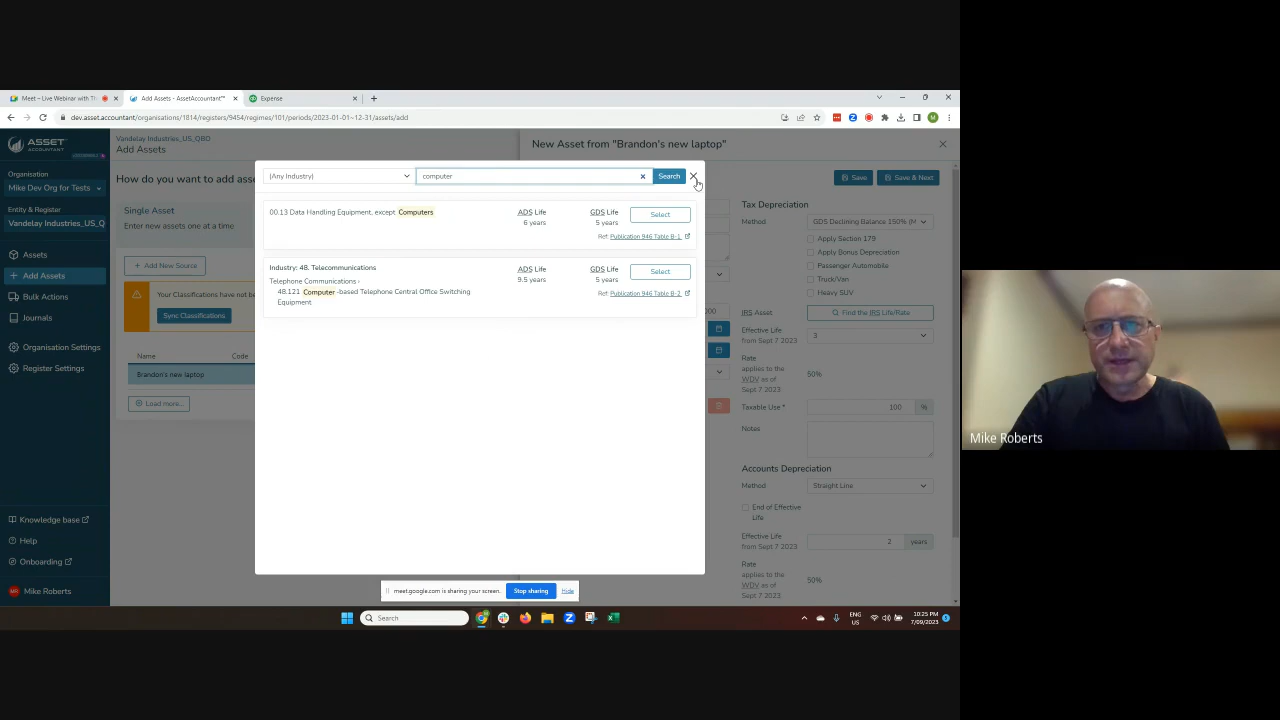 Meet – Live Webinar with Th
Add Assets - AssetAccountant™
Expense
dev.asset.accountant/organisations/1814/registers/9454/regimes/101/periods/2023-01-01~12-31/assets/add
ASSET
ACCOUNTANT
Organisation
Mike Dev Org for Tests
Entity & Register
Vandelay Industries_US_Q
Assets
Add Assets
Bulk Actions
Journals
Organisation Settings
Register Settings
Knowledge base
Help
Onboarding
Mike Roberts
Vandelay Industries_US_QBO
Add Assets
How do you want to add asse
Single Asset
Enter new assets one at a time
+ Add New Source
Your Classifications have not be
Sync Classifications
Name
Code
Brandon's new laptop
Load more...
(Any Industry)
computer
Search
00.13 Data Handling Equipment, except Computers
ADS Life
6 years
GDS Life
5 years
Select
Ref: Publication 946 Table B-1
Industry: 48. Telecommunications
Telephone Communications ›
48.121 Computer-based Telephone Central Office Switching
Equipment
ADS Life
9.5 years
GDS Life
5 years
Select
Ref: Publication 946 Table B-2
New Asset from "Brandon's new laptop"
Save
Save & Next
Tax Depreciation
Method
GDS Declining Balance 150% (M
Apply Section 179
Apply Bonus Depreciation
Passenger Automobile
Truck/Van
Heavy SUV
IRS Asset
Find the IRS Life/Rate
000
Effective Life
from Sept 7 2023
3
Rate
applies to the
WDV as of
Sept 7 2023
50%
Taxable Use *
100
%
Notes
Accounts Depreciation
Method
Straight Line
End of Effective
Life
Effective Life
from Sept 7 2023
2
years
Rate
applies to the
WDV as of
Sept 7 2023
50%
meet.google.com is sharing your screen.
Stop sharing
Hide
Search
ENG
US
10:25 PM
7/09/2023
Mike Roberts